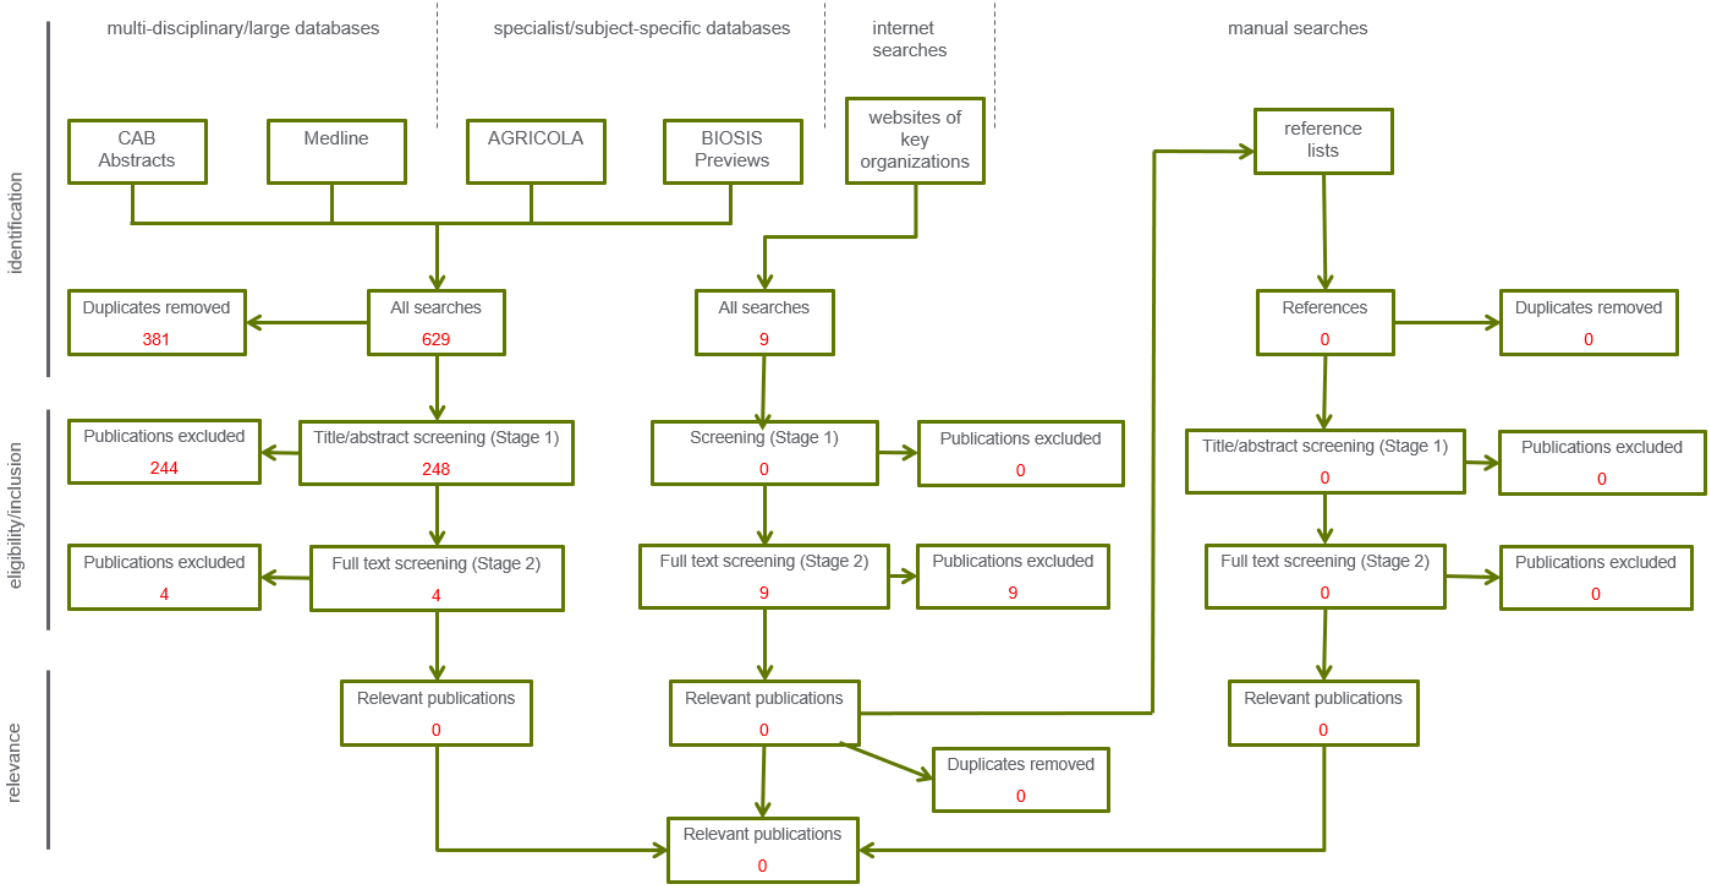 multi-disciplinary/large databases
specialist/subject-specific databases
internet
searches
manual searches
identification
CAB
Abstracts
Medline
AGRICOLA
BIOSIS
Previews
websites of
key
organizations
reference
lists
Duplicates removed
381
All searches
629
All searches
9
References
0
Duplicates removed
0
eligibility/inclusion
Publications excluded
244
Title/abstract screening (Stage 1)
248
Screening (Stage 1)
0
Publications excluded
0
Title/abstract screening (Stage 1)
0
Publications excluded
0
Publications excluded
4
Full text screening (Stage 2)
4
Full text screening (Stage 2)
9
Publications excluded
9
Full text screening (Stage 2)
0
Publications excluded
0
relevance
Relevant publications
0
Relevant publications
0
Relevant publications
0
Duplicates removed
0
Relevant publications
0